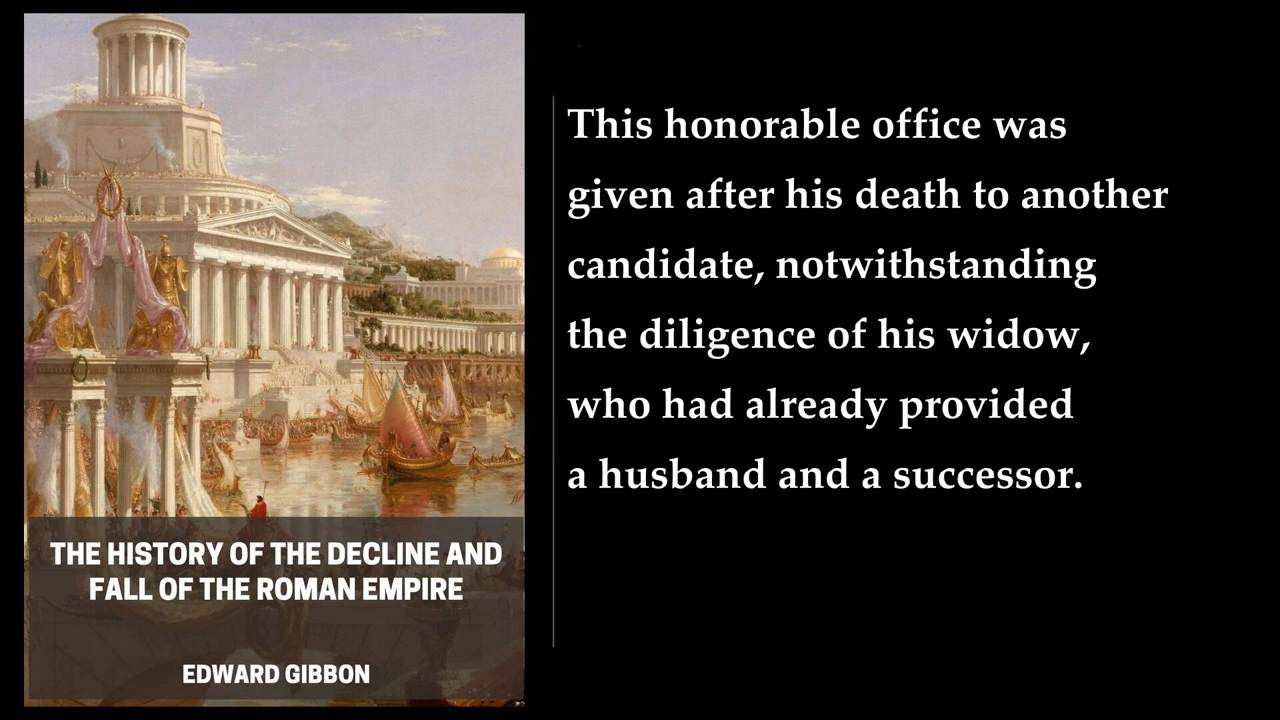 THE HISTORY OF THE DECLINE AND
FALL OF THE ROMAN EMPIRE
EDWARD GIBBON
This honorable office was
given after his death to another
candidate, notwithstanding
the diligence of his widow,
who had already provided
a husband and a successor.